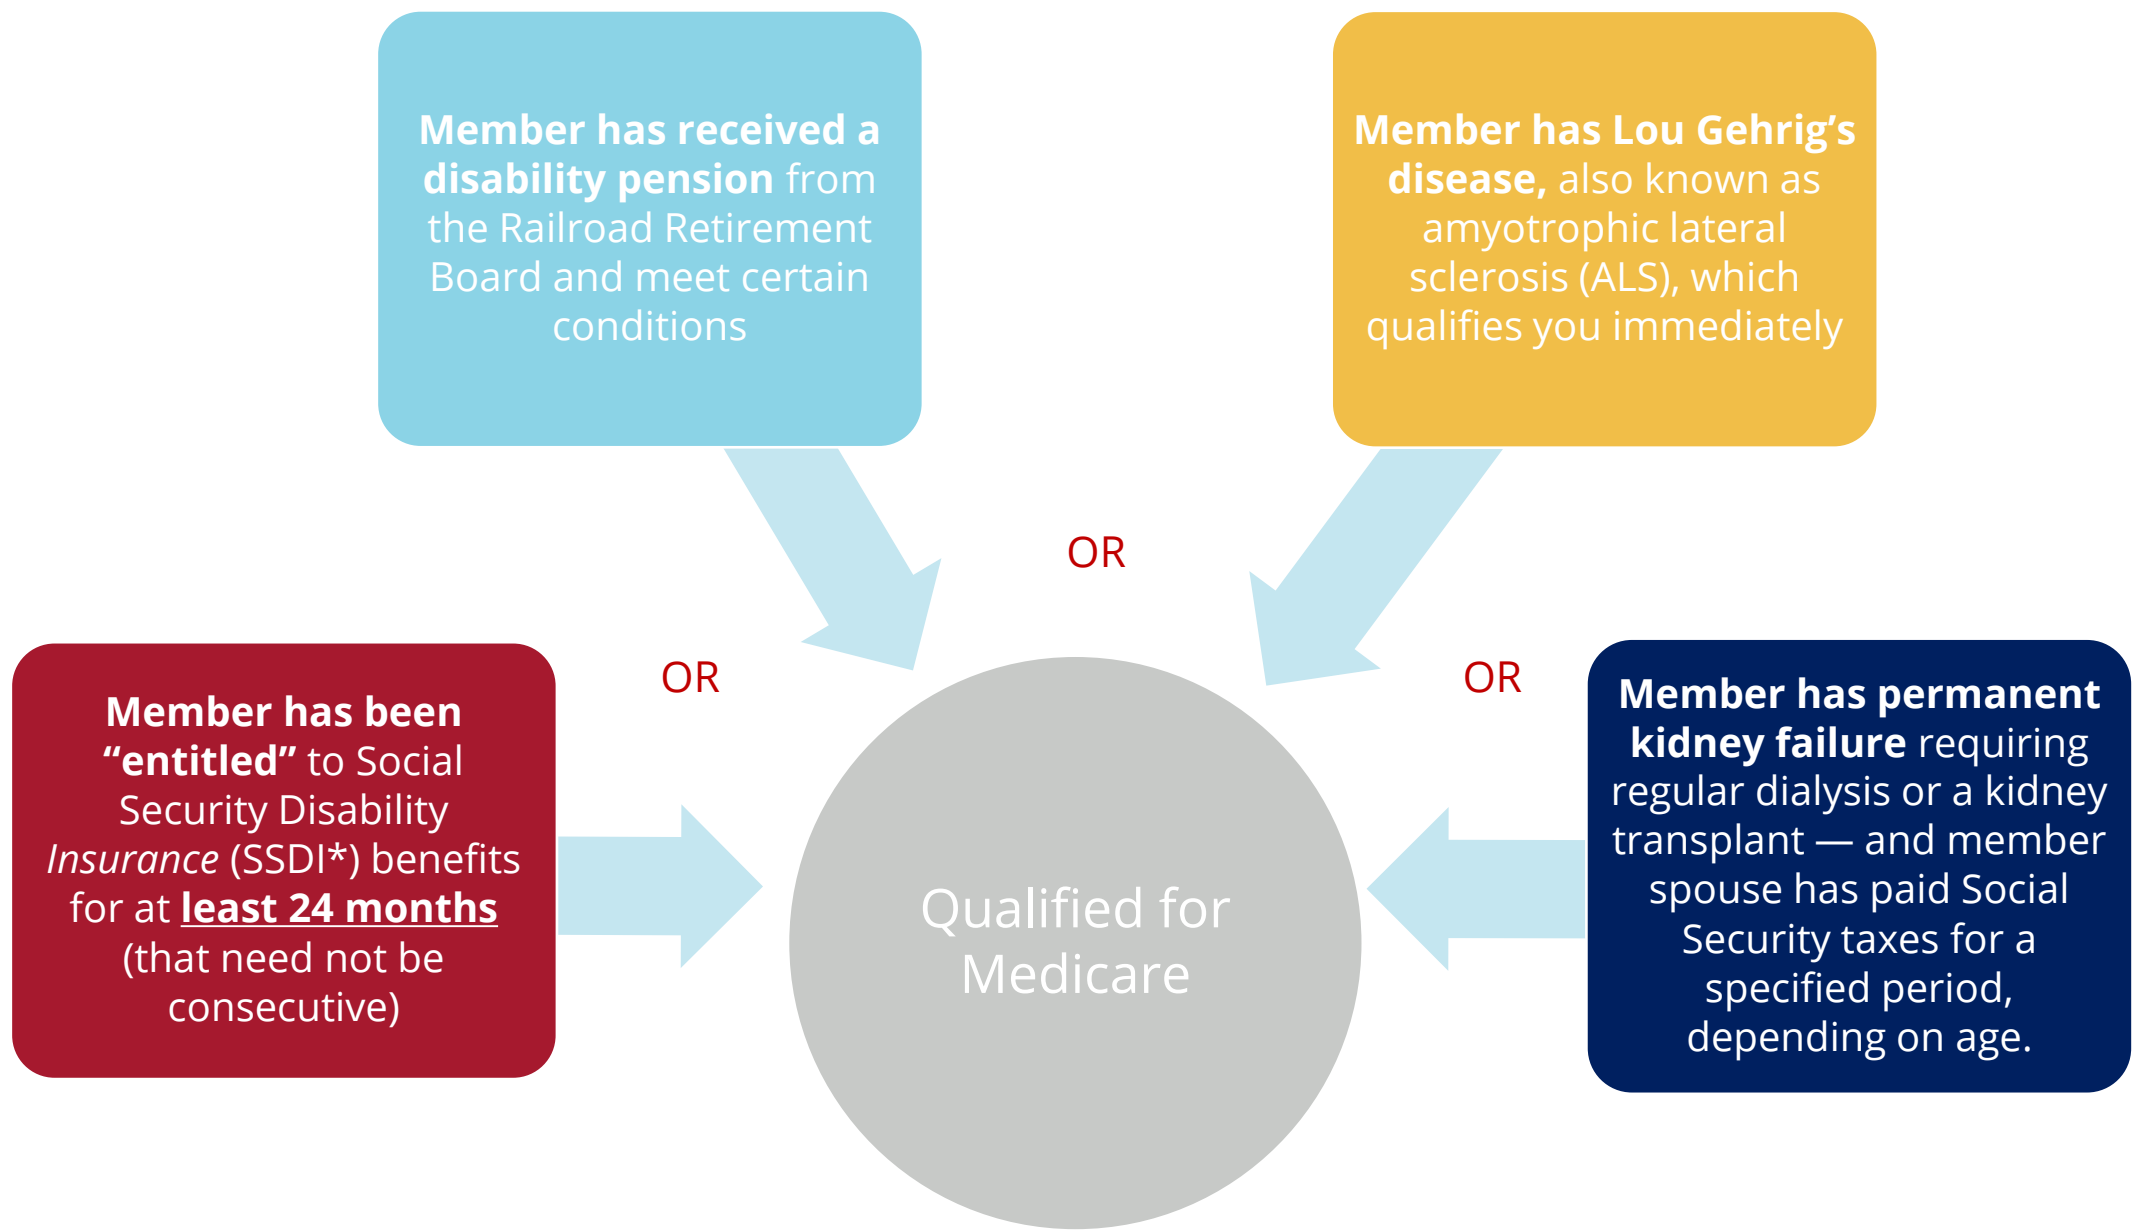 Member has received a
disability pension from
the Railroad Retirement
Board and meet certain
conditions
Member has Lou Gehrig’s
disease, also known as
amyotrophic lateral
sclerosis (ALS), which
qualifies you immediately
OR
OR
OR
Member has been
“entitled” to Social
Security Disability
Insurance (SSDI*) benefits
for at least 24 months
(that need not be
consecutive)
Qualified for
Medicare
Member has permanent
kidney failure requiring
regular dialysis or a kidney
transplant — and member
spouse has paid Social
Security taxes for a
specified period,
depending on age.